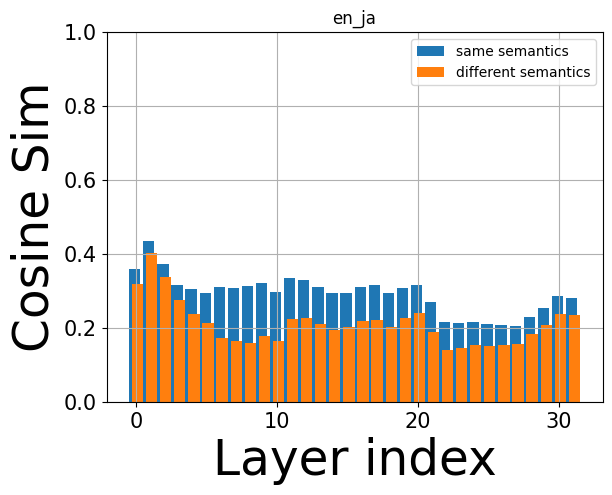 en_ja
same semantics
different semantics
Cosine Sim
1.0
0.8
0.6
0.4
0.2
0.0
0 10 20 30
Layer index